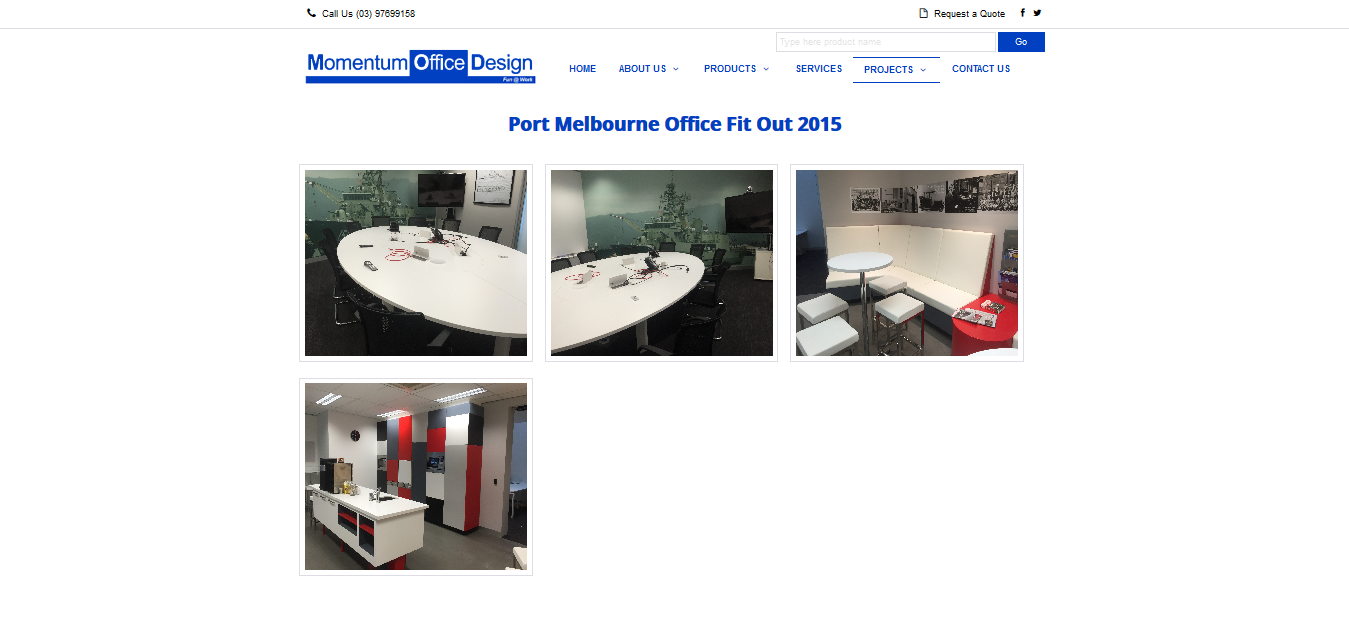 Call Us (03) 97699158
Request a Quote
Type here product name
Go
Momentum Office Design
Fun @ Work
HOME
ABOUT US
PRODUCTS
SERVICES
PROJECTS
CONTACT US
Port Melbourne Office Fit Out 2015